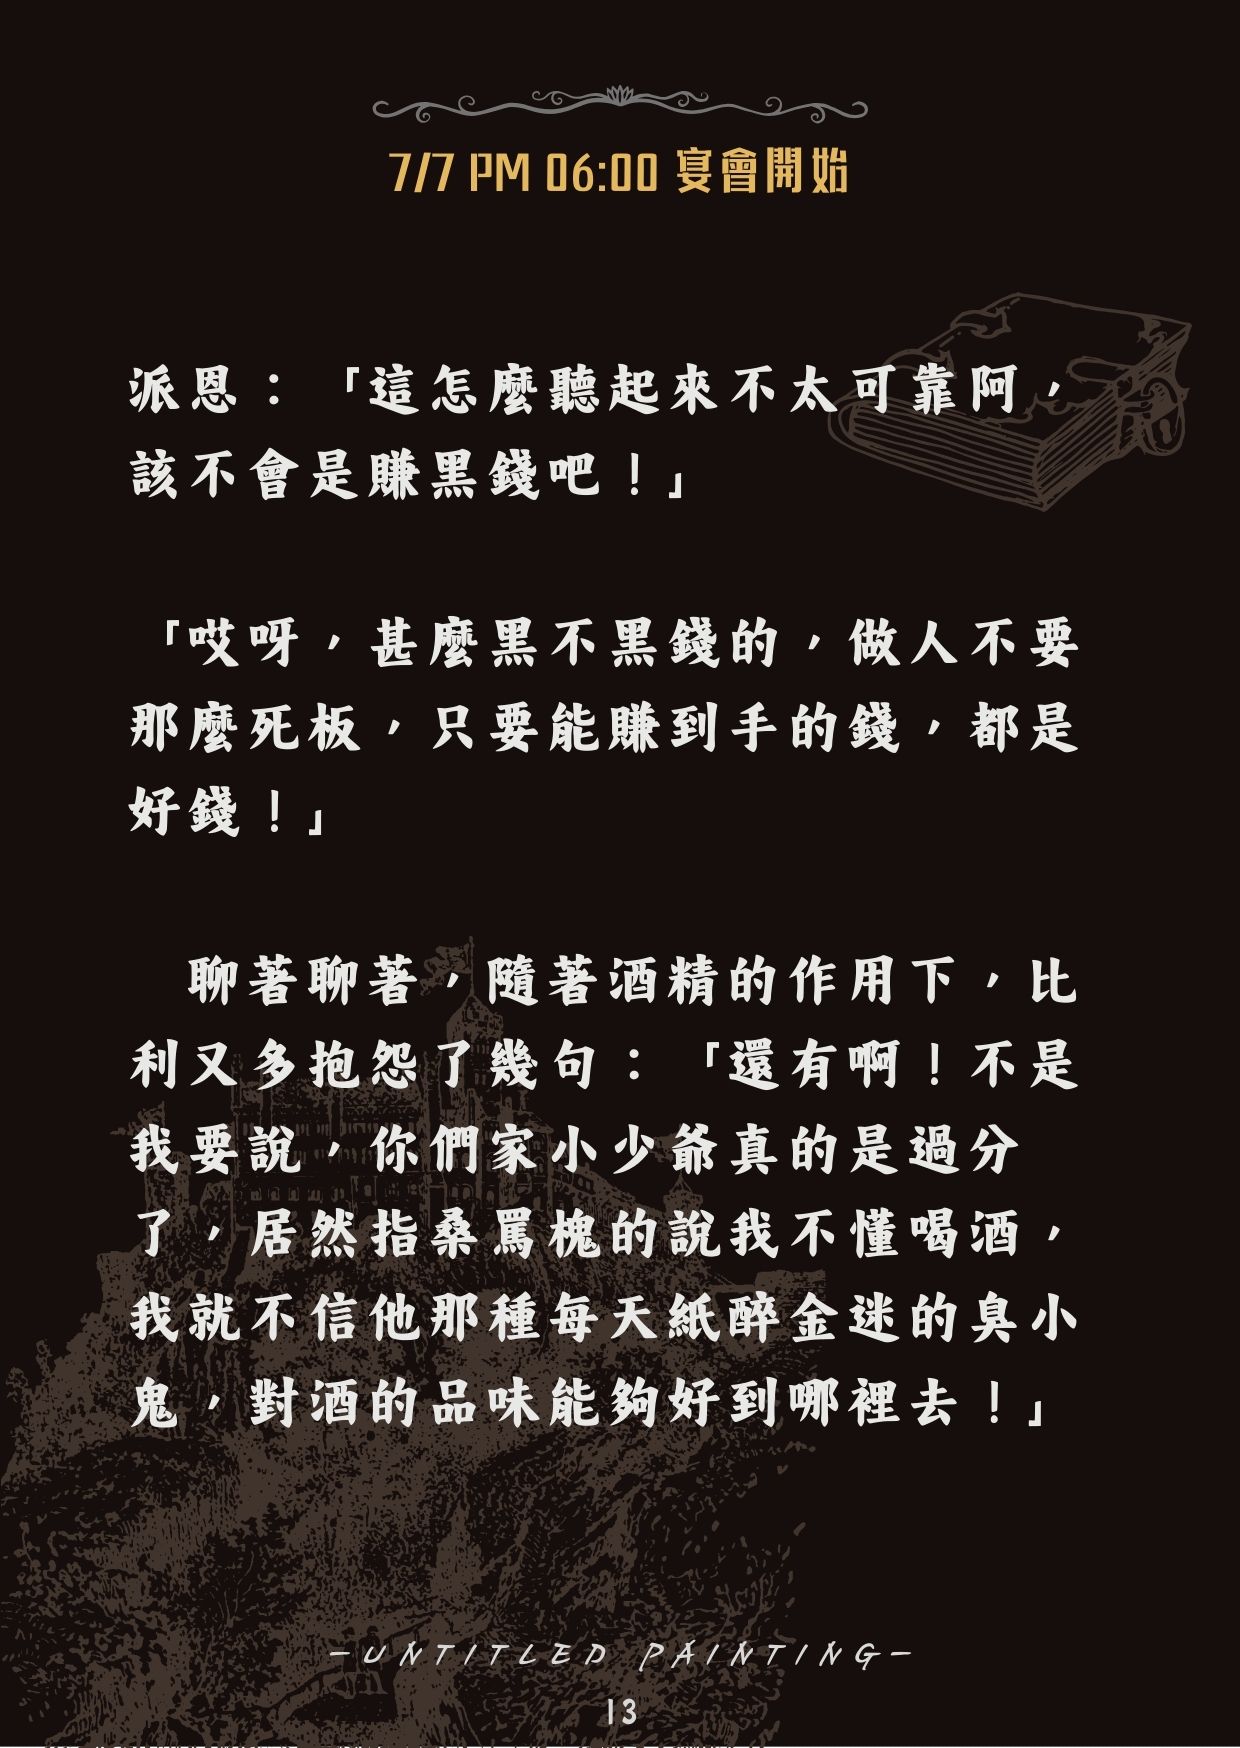 7/7 PM 06:00 宴會開始
派恩：「這怎麼聽起來不太可靠阿，
該不會是賺黑錢吧！」
「哎呀，甚麼黑不黑錢的，做人不要
那麼死板，只要能賺到手的錢，都是
好錢！」
聊著聊著，隨著酒精的作用下，比
利又多抱怨了幾句：「還有啊！不是
我要說，你們家小少爺真的是過分
了，居然指桑罵槐的說我不懂喝酒，
我就不信他那種每天紙醉金迷的臭小
鬼，對酒的品味能夠好到哪裡去！」
-UNTITLED PAINTING-
13